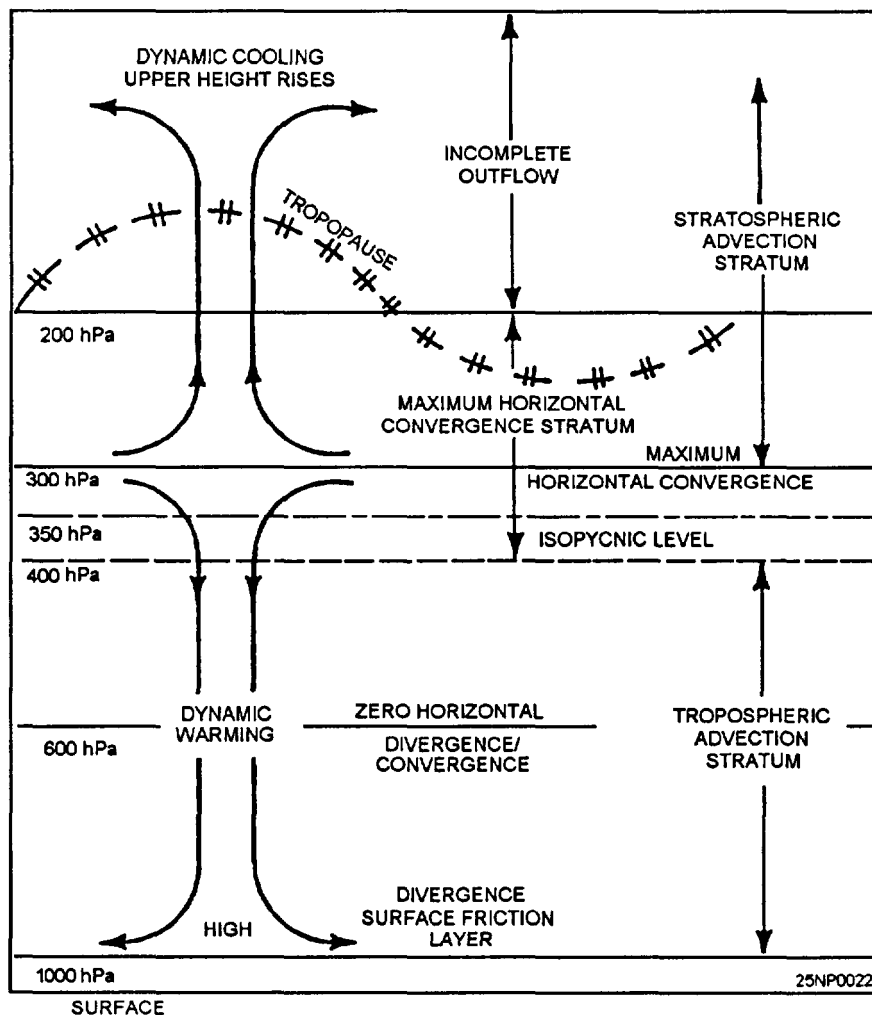 DYNAMIC COOLING
UPPER HEIGHT RISES
INCOMPLETE
OUTFLOW
TROPOPAUSE
STRATOSPHERIC
ADVECTION
STRATUM
200 hPa
MAXIMUM HORIZONTAL
CONVERGENCE STRATUM
MAXIMUM
300 hPa
HORIZONTAL CONVERGENCE
350 hPa
ISOPYCNIC LEVEL
400 hPa
DYNAMIC
WARMING
ZERO HORIZONTAL
600 hPa
DIVERGENCE/
CONVERGENCE
TROPOSPHERIC
ADVECTION
STRATUM
HIGH
DIVERGENCE
SURFACE FRICTION
LAYER
1000 hPa
25NP0022
SURFACE